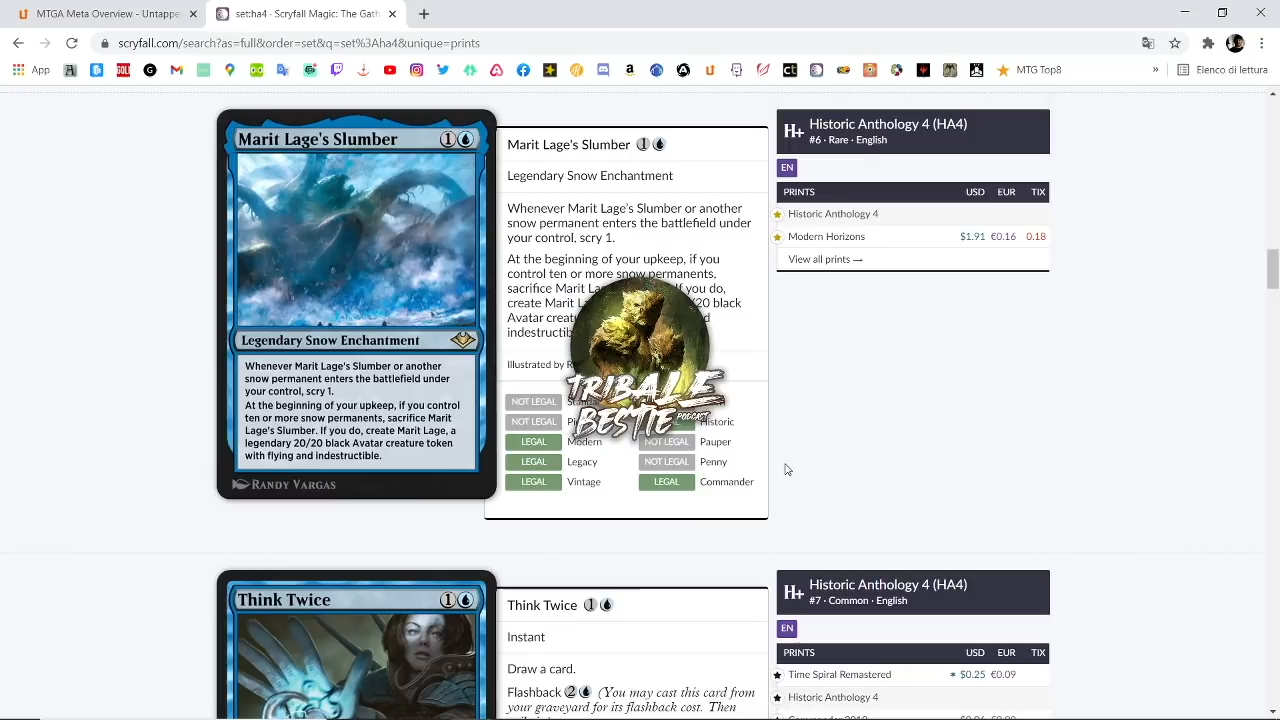 MTGA Meta Overview - Untappe
set:ha4 - Scryfall Magic: The Gath
scryfall.com/search?as=full&order=set&q=set%3Aha4&unique=prints
App
MTG Top8
»
Elenco di lettura
Marit Lage's Slumber 1
Legendary Snow Enchantment
Whenever Marit Lage's Slumber or another
snow permanent enters the battlefield under
your control, scry 1.
At the beginning of your upkeep, if you control
ten or more snow permanents, sacrifice Marit
Lage's Slumber. If you do, create Marit Lage, a
legendary 20/20 black Avatar creature token
with flying and indestructible.
RANDY VARGAS
Marit Lage's Slumber 1
Legendary Snow Enchantment
Whenever Marit Lage's Slumber or another
snow permanent enters the battlefield under
your control, scry 1.
At the beginning of your upkeep, if you
control ten or more snow permanents,
sacrifice Marit Lag f you do,
create Marit L /20 black
Avatar creatu d
indestructib
Illustrated by R
NOT LEGAL
NOT LEGAL Historic
LEGAL Modern NOT LEGAL Pauper
LEGAL Legacy NOT LEGAL Penny
LEGAL Vintage LEGAL Commander
TRIBALE
BESTIE PODCAST
H+ Historic Anthology 4 (HA4)
#6 · Rare · English
EN
PRINTS USD EUR TIX
Historic Anthology 4
Modern Horizons $1.91 €0.16 0.18
View all prints →
Think Twice 1
Think Twice 1
Instant
Draw a card.
Flashback 2 (You may cast this card from
your graveyard for its flashback cost. Then
H+ Historic Anthology 4 (HA4)
#7 · Common · English
EN
PRINTS USD EUR TIX
Time Spiral Remastered * $0.25 €0.09
Historic Anthology 4